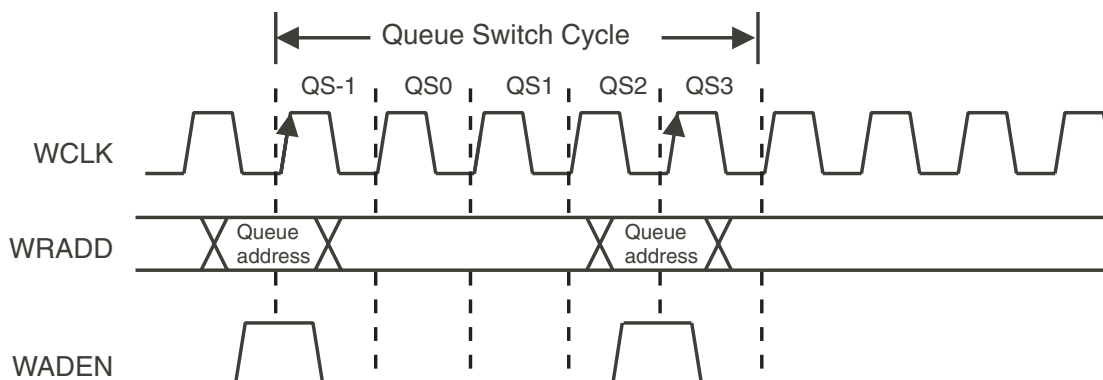 Queue Switch Cycle
QS-1 QS0 QS1 QS2 QS3
WCLK
WRADD
Queue
address
Queue
address
WADEN